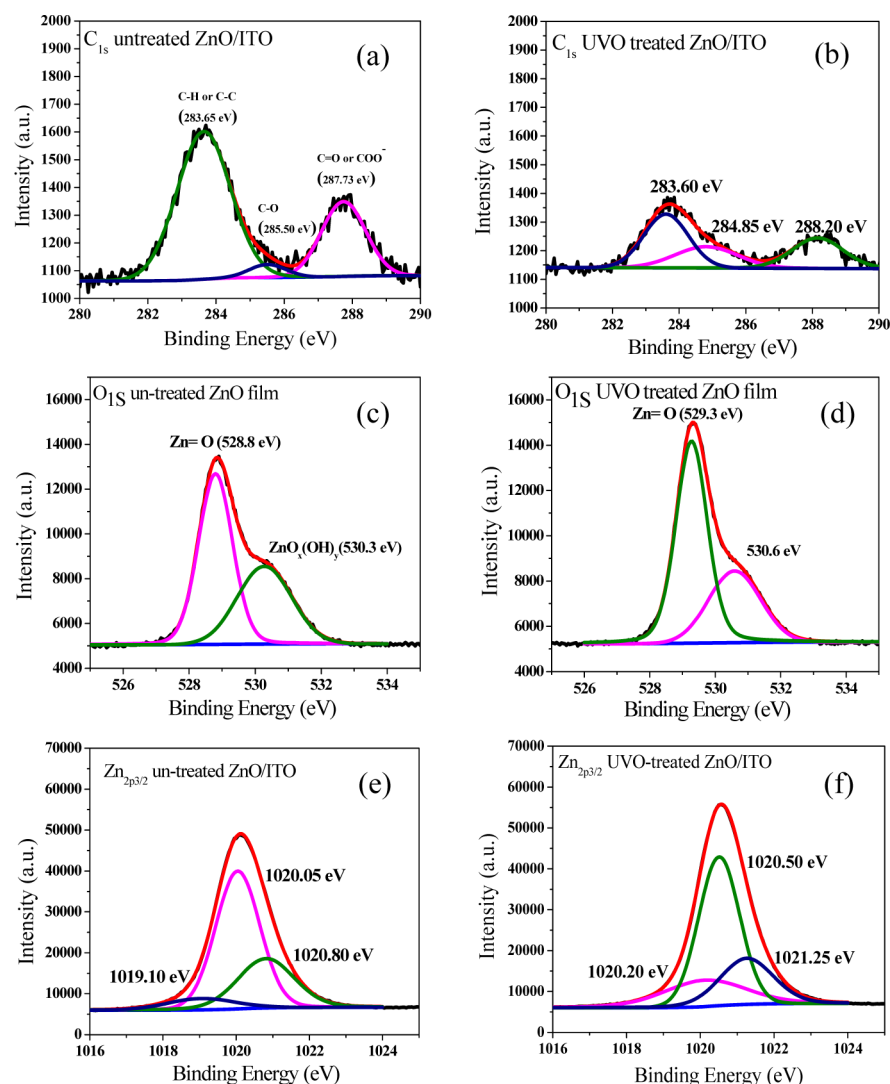 C1s untreated ZnO/ITO
(a)
C-H or C-C
(283.65 eV)
C=O or COO-
(287.73 eV)
C-O
(285.50 eV)
2000
1900
1800
1700
1600
1500
1400
1300
1200
1100
1000
280 282 284 286 288 290
Intensity (a.u.)
Binding Energy (eV)
C1s UVO treated ZnO/ITO
(b)
283.60 eV
284.85 eV
288.20 eV
2000
1900
1800
1700
1600
1500
1400
1300
1200
1100
1000
280 282 284 286 288 290
Intensity (a.u.)
Binding Energy (eV)
O1S un-treated ZnO film
(c)
Zn= O (528.8 eV)
ZnOx(OH)y(530.3 eV)
16000
14000
12000
10000
8000
6000
4000
526 528 530 532 534
Intensity (a.u.)
Binding Energy (eV)
O1S UVO treated ZnO film
(d)
Zn= O (529.3 eV)
530.6 eV
16000
14000
12000
10000
8000
6000
4000
526 528 530 532 534
Intensity (a.u.)
Binding Energy (eV)
Zn2p3/2 un-treated ZnO/ITO
(e)
1020.05 eV
1020.80 eV
1019.10 eV
70000
60000
50000
40000
30000
20000
10000
0
1016 1018 1020 1022 1024
Intensity (a.u.)
Binding Energy (eV)
Zn2p3/2 UVO-treated ZnO/ITO
(f)
1020.50 eV
1021.25 eV
1020.20 eV
70000
60000
50000
40000
30000
20000
10000
0
1016 1018 1020 1022 1024
Intensity (a.u.)
Binding Energy (eV)